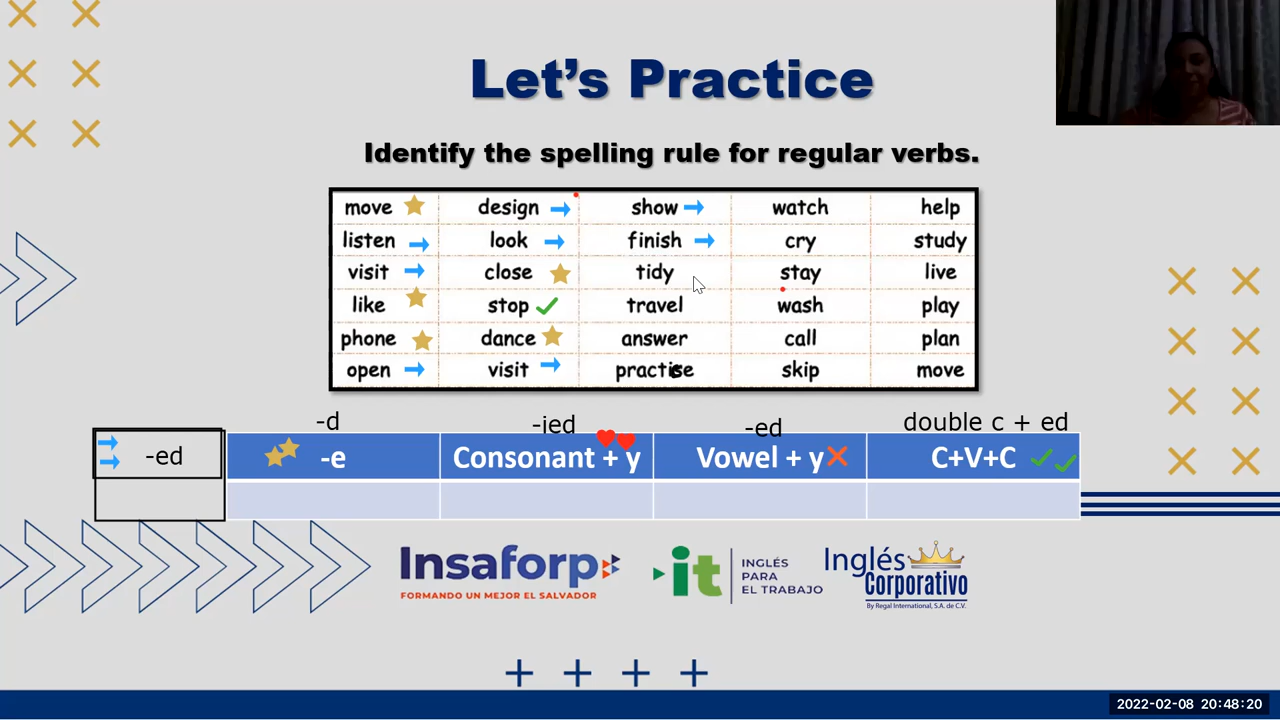 Let's Practice
Identify the spelling rule for regular verbs.
move design show watch help
listen look finish cry study
visit close tidy stay live
like stop travel wash play
phone dance answer call plan
open visit skip move
-d -ied -ed double c + ed
-ed -e Consonant + y Vowel + y C+V+C
Insaforp
FORMANDO UN MEJOR EL SALVADOR
it
INGLÉS
PARA
EL TRABAJO
Inglés
Corporativo
By Regal International, S.A. de C.V.
2022-02-08 20:48:20